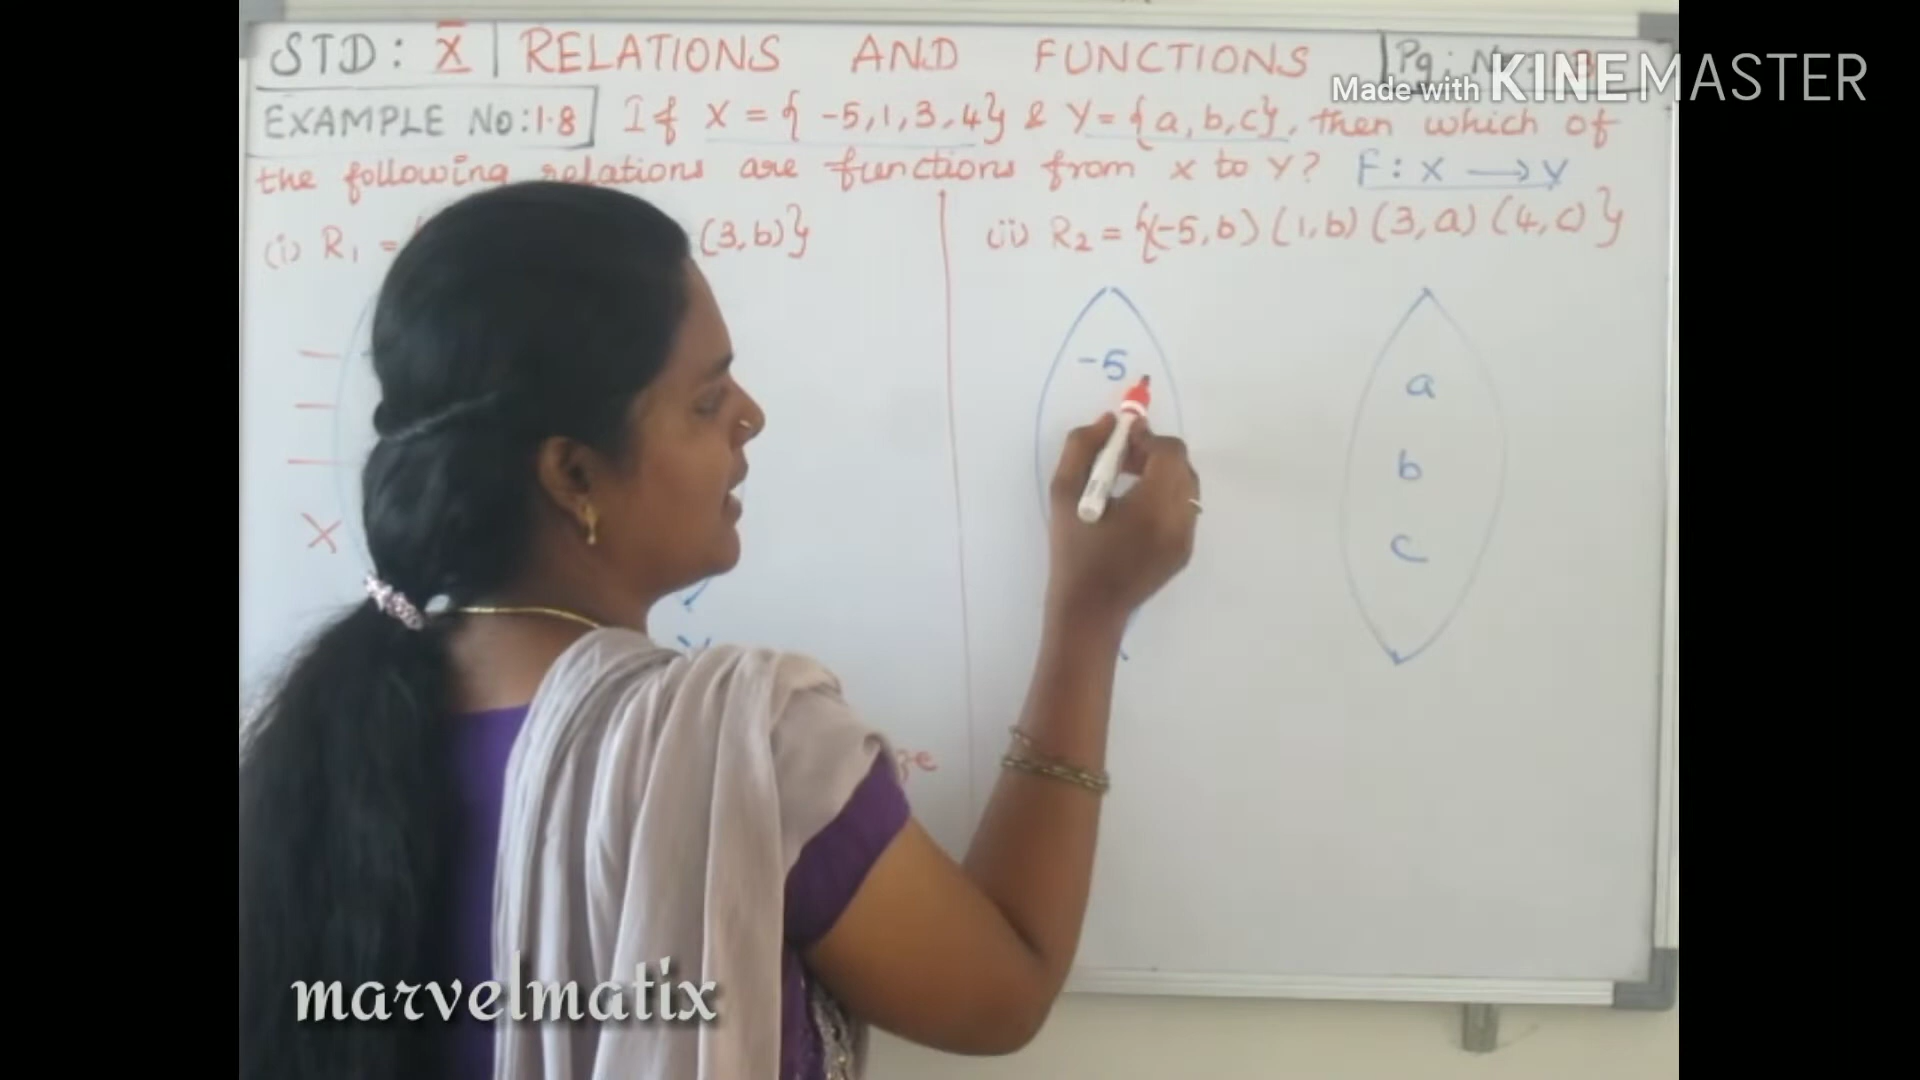 STD: X | RELATIONS AND FUNCTIONS Pg: N
Made with KINEMASTER
EXAMPLE No:1.8 If X = { -5,1,3,4} & Y = {a,b,c}, then which of
the following relations are functions from X to Y? F : X → Y
(i) R1 = (3,b)}
(ii) R2 = {(-5,b) (1,b) (3,a) (4,c)}
-5
a
b
c
X
marvelmatix